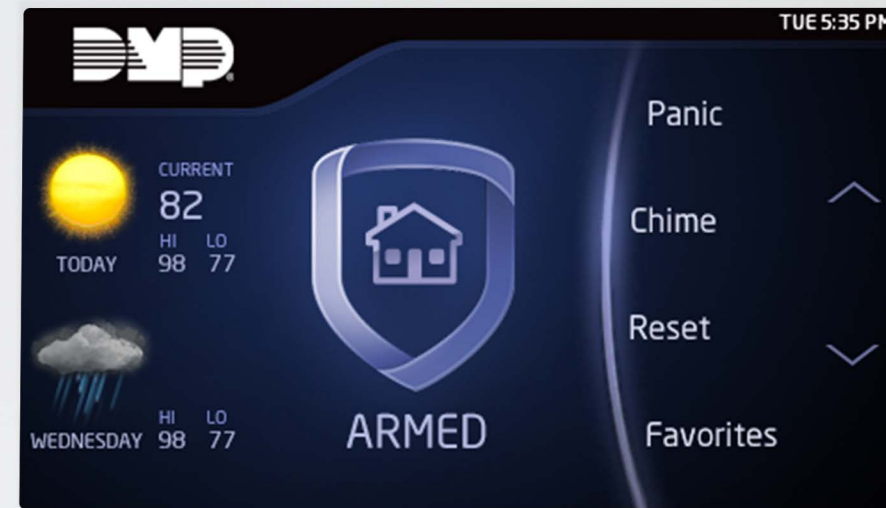 DMP
TUE 5:35 PM
CURRENT
82
HI LO
98 77
TODAY
HI LO
98 77
WEDNESDAY
ARMED
Panic
Chime
Reset
Favorites